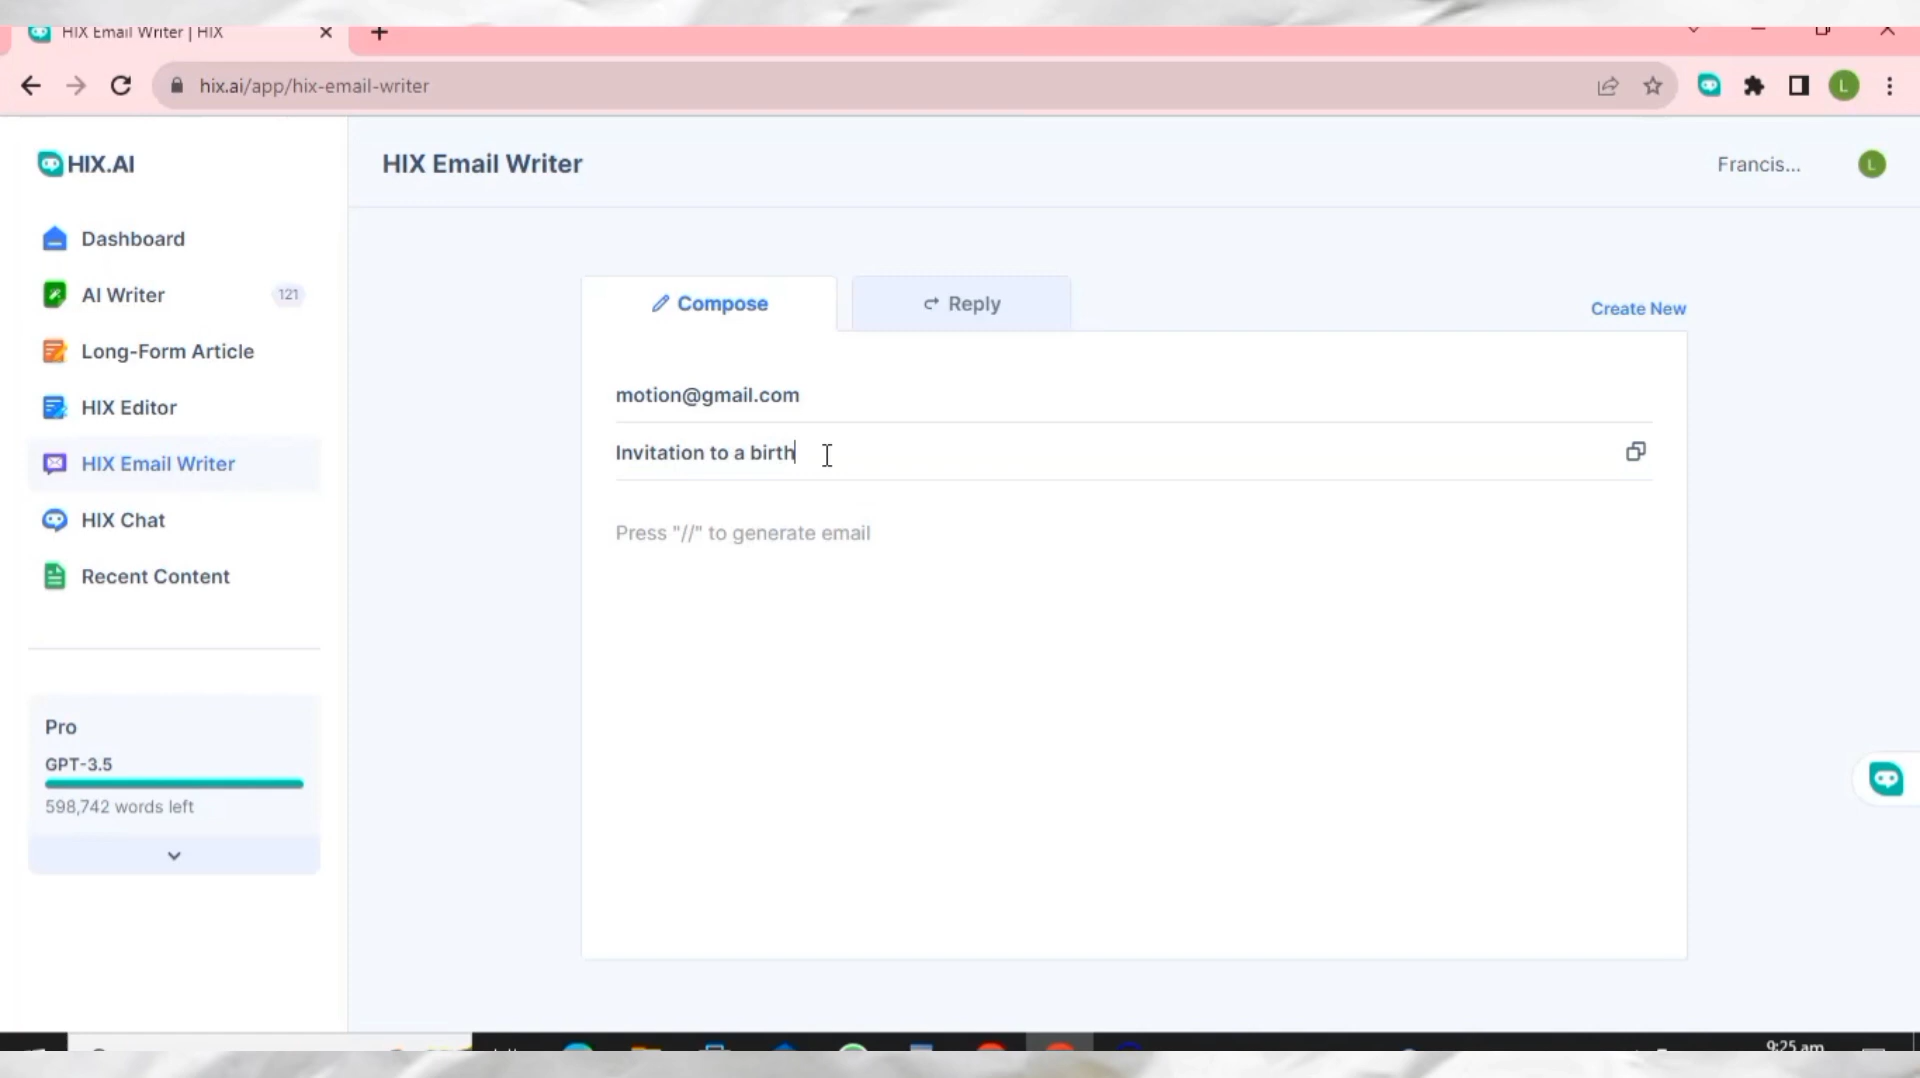 HIX Email Writer | HIX
hix.ai/app/hix-email-writer
L
HIX.AI
HIX Email Writer
Francis...
L
Dashboard
AI Writer
121
Long-Form Article
HIX Editor
HIX Email Writer
HIX Chat
Recent Content
Compose
Reply
Create New
motion@gmail.com
Invitation to a birth
Press "//" to generate email
Pro
GPT-3.5
598,742 words left
9:25 am